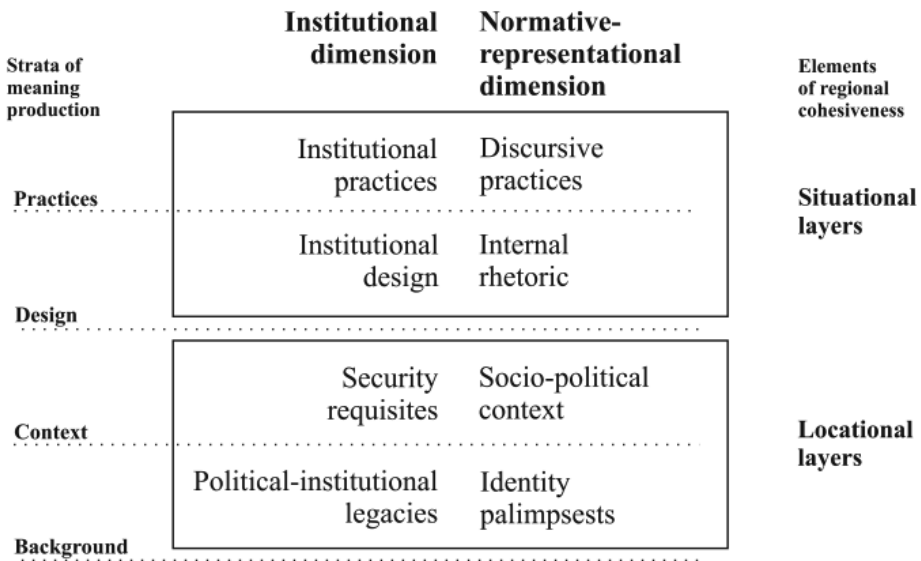 Institutional
dimension
Normative-
representational
dimension
Strata of
meaning
production
Elements
of regional
cohesiveness
Institutional
practices
Discursive
practices
Practices
Situational
layers
Institutional
design
Internal
rhetoric
Design
Security
requisites
Socio-political
context
Context
Locational
layers
Political-institutional
legacies
Identity
palimpsests
Background